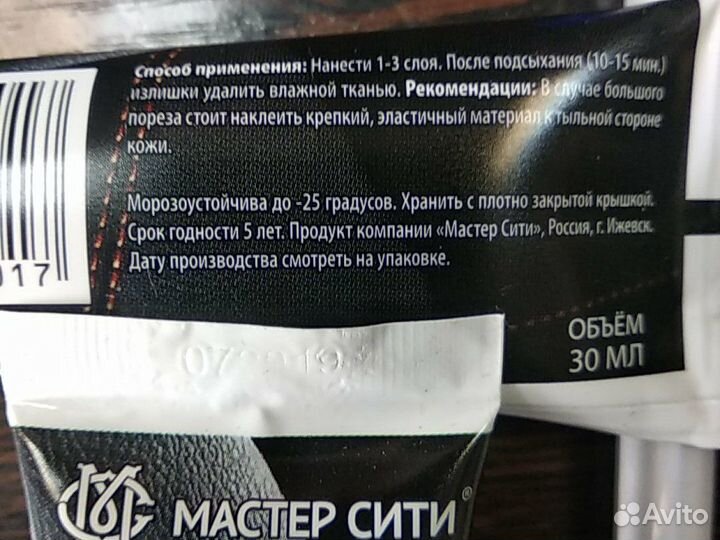 Способ применения: Нанести 1-3 слоя. После подсыхания (10-15 мин.)
излишки удалить влажной тканью. Рекомендации: В случае большого
пореза стоит наклеить крепкий, эластичный материал к тыльной стороне
кожи.
Морозоустойчива до -25 градусов. Хранить с плотно закрытой крышкой.
Срок годности 5 лет. Продукт компании «Мастер Сити», Россия, г. Ижевск.
Дату производства смотреть на упаковке.
017
ОБЪЁМ
30 МЛ
МАСТЕР СИТИ®
Avito